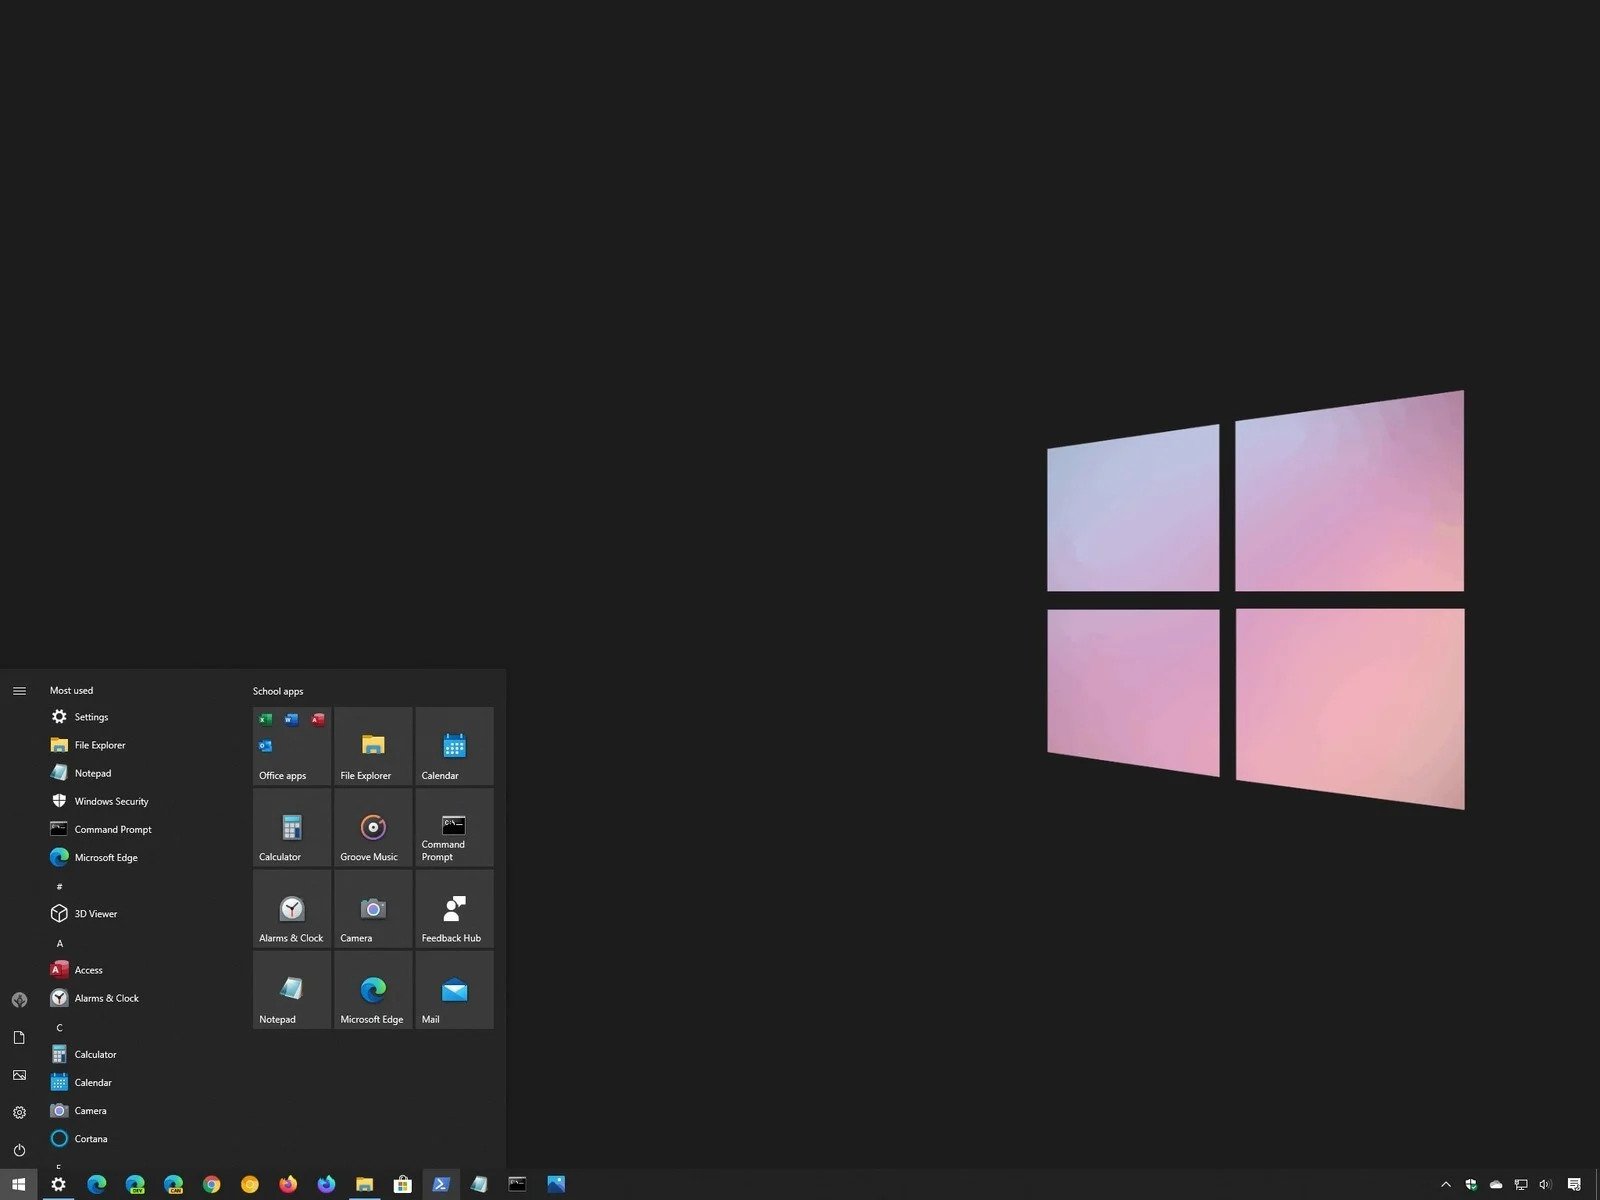 Most used
Settings
File Explorer
Notepad
Windows Security
Command Prompt
Microsoft Edge
#
3D Viewer
A
Access
Alarms & Clock
C
Calculator
Calendar
Camera
Cortana
School apps
Office apps
File Explorer
Calendar
Calculator
Groove Music
Command
Prompt
Alarms & Clock
Camera
Feedback Hub
Notepad
Microsoft Edge
Mail
DEV
CAN